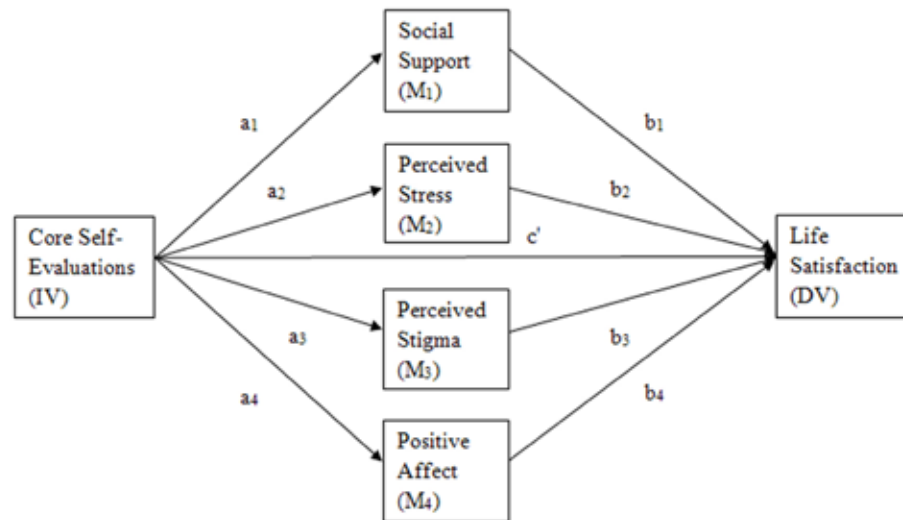 Social
Support
(M1)
a1
b1
Perceived
Stress
(M2)
a2
b2
c'
Core Self-
Evaluations
(IV)
Life
Satisfaction
(DV)
Perceived
Stigma
(M3)
a3
b3
a4
b4
Positive
Affect
(M4)